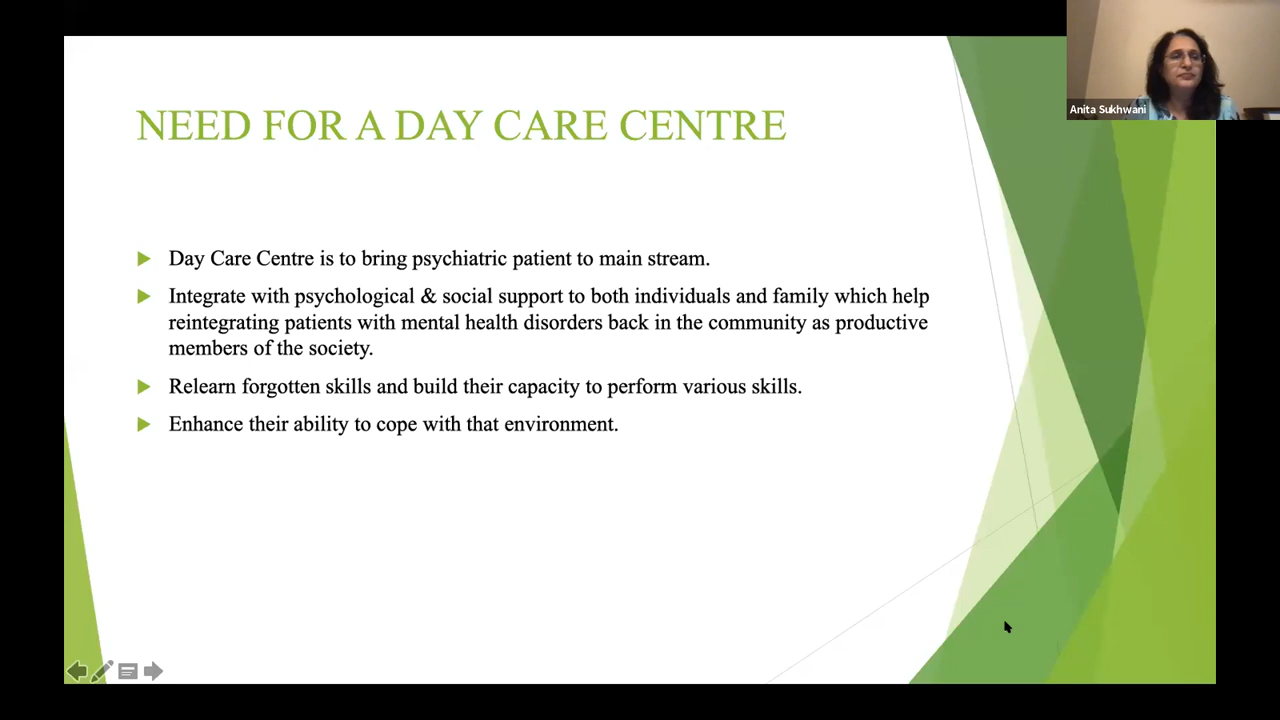 Anita Sukhwani
NEED FOR A DAY CARE CENTRE
Day Care Centre is to bring psychiatric patient to main stream.
Integrate with psychological & social support to both individuals and family which help
reintegrating patients with mental health disorders back in the community as productive
members of the society.
Relearn forgotten skills and build their capacity to perform various skills.
Enhance their ability to cope with that environment.